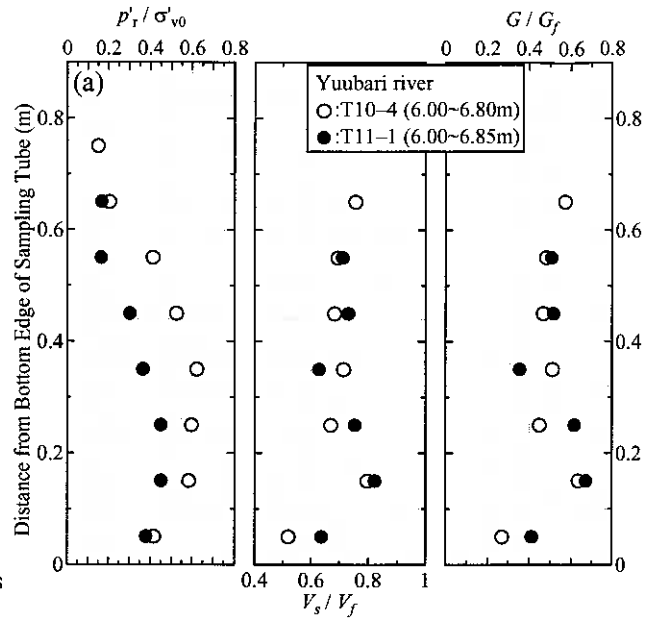 p'r / σ'v0
G / Gf
0 0.2 0.4 0.6 0.8
0 0.2 0.4 0.6 0.8
(a)
Yuubari river
:T10–4 (6.00~6.80m)
:T11–1 (6.00~6.85m)
Distance from Bottom Edge of Sampling Tube (m)
0.8 0.8
0.6 0.6
0.4 0.4
0.2 0.2
0 0
0.4 0.6 0.8 1
Vs / Vf
s